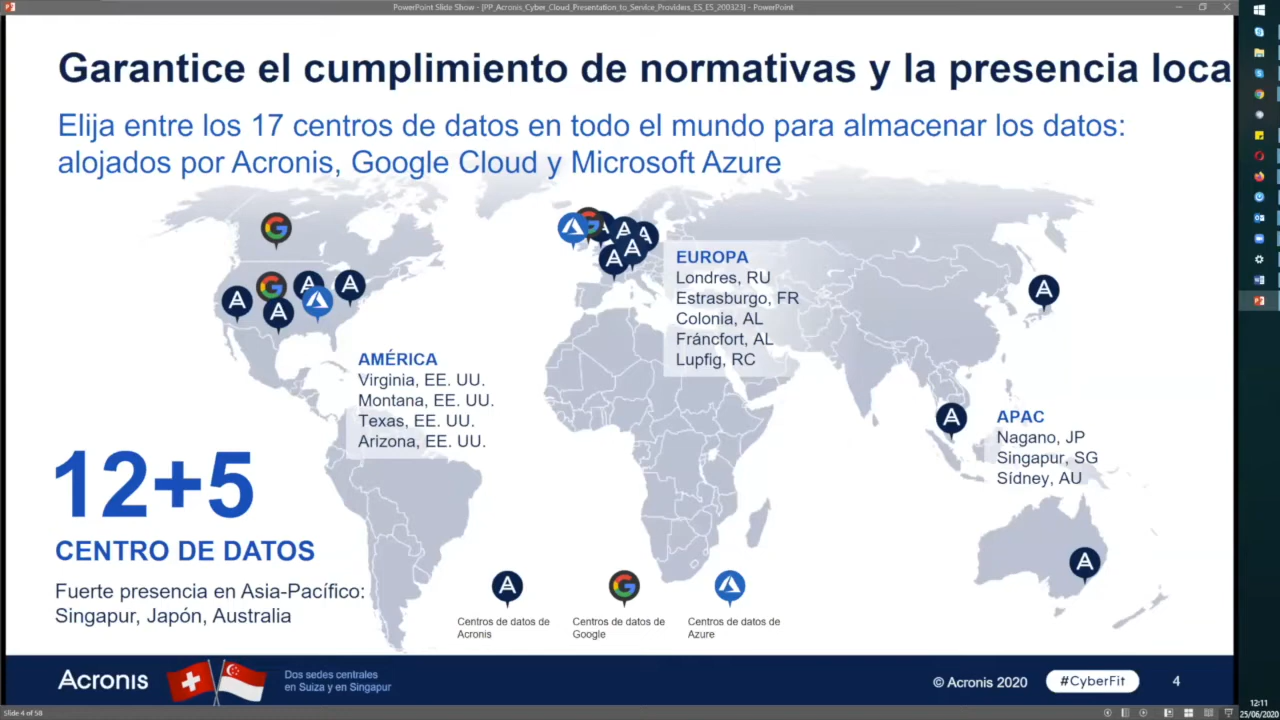 PowerPoint Slide Show - [PP_Acronis_Cyber_Cloud_Presentation_to_Service_Providers_ES_ES_200323] - PowerPoint
Garantice el cumplimiento de normativas y la presencia loca
Elija entre los 17 centros de datos en todo el mundo para almacenar los datos:
alojados por Acronis, Google Cloud y Microsoft Azure
EUROPA
Londres, RU
Estrasburgo, FR
Colonia, AL
Fráncfort, AL
Lupfig, RC
AMÉRICA
Virginia, EE. UU.
Montana, EE. UU.
Texas, EE. UU.
Arizona, EE. UU.
APAC
Nagano, JP
Singapur, SG
Sídney, AU
12+5
CENTRO DE DATOS
Fuerte presencia en Asia-Pacífico:
Singapur, Japón, Australia
Centros de datos de
Acronis
Centros de datos de
Google
Centros de datos de
Azure
Acronis
Dos sedes centrales
en Suiza y en Singapur
© Acronis 2020
#CyberFit
4
Slide 4 of 58
12:11
25/06/2020